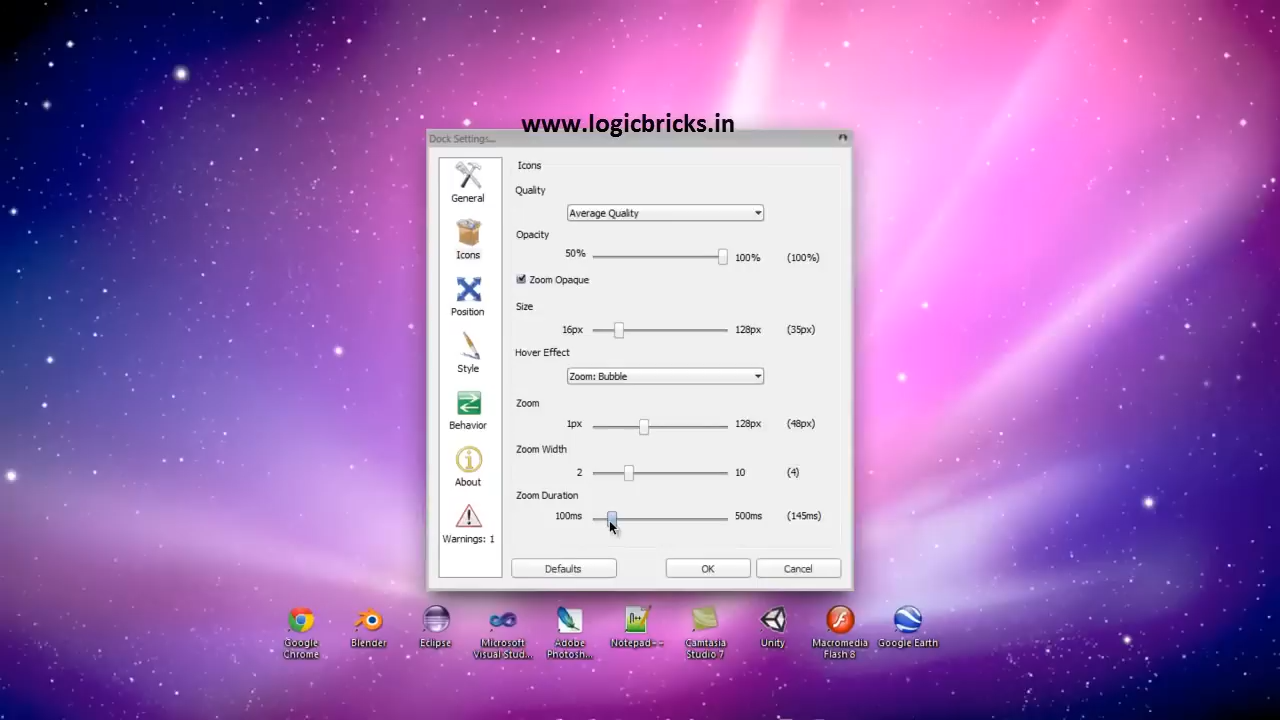 www.logicbricks.in
Dock Settings...
General
Icons
Position
Style
Behavior
About
Warnings: 1
Icons
Quality
Average Quality
Opacity
50% 100% (100%)
Zoom Opaque
Size
16px 128px (35px)
Hover Effect
Zoom: Bubble
Zoom
1px 128px (48px)
Zoom Width
2 10 (4)
Zoom Duration
100ms 500ms (145ms)
Defaults OK Cancel
Google
Chrome
Blender
Eclipse
Microsoft
Visual Stud...
Adobe
Photosh...
Notepad++
Camtasia
Studio 7
Unity
Macromedia
Flash 8
Google Earth